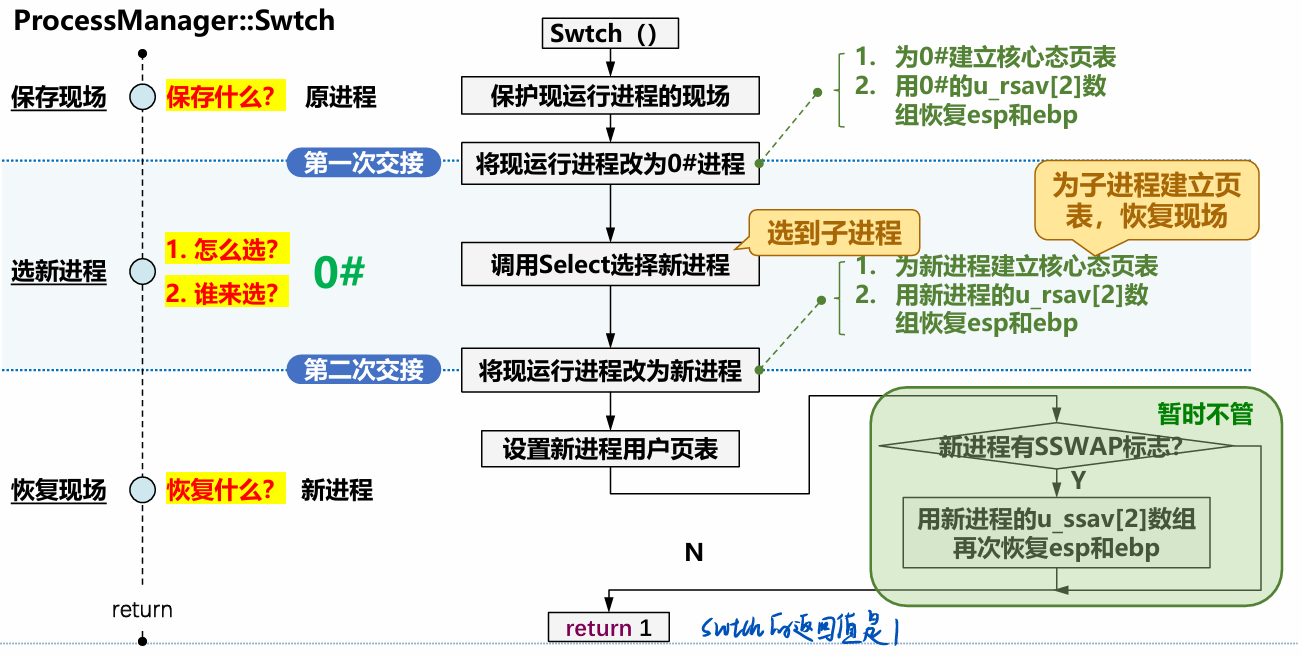 ProcessManager::Swtch
Swtch（）
保存现场
保存什么？
原进程
保护现运行进程的现场
1. 为0#建立核心态页表
2. 用0#的u_rsav[2]数
组恢复esp和ebp
第一次交接
将现运行进程改为0#进程
为子进程建立页
表，恢复现场
选新进程
1. 怎么选？
2. 谁来选？
0#
选到子进程
调用Select选择新进程
1. 为新进程建立核心态页表
2. 用新进程的u_rsav[2]数
组恢复esp和ebp
第二次交接
将现运行进程改为新进程
设置新进程用户页表
暂时不管
新进程有SSWAP标志？
Y
用新进程的u_ssav[2]数组
再次恢复esp和ebp
恢复现场
恢复什么？
新进程
N
return
return 1
swtch的返回值是1